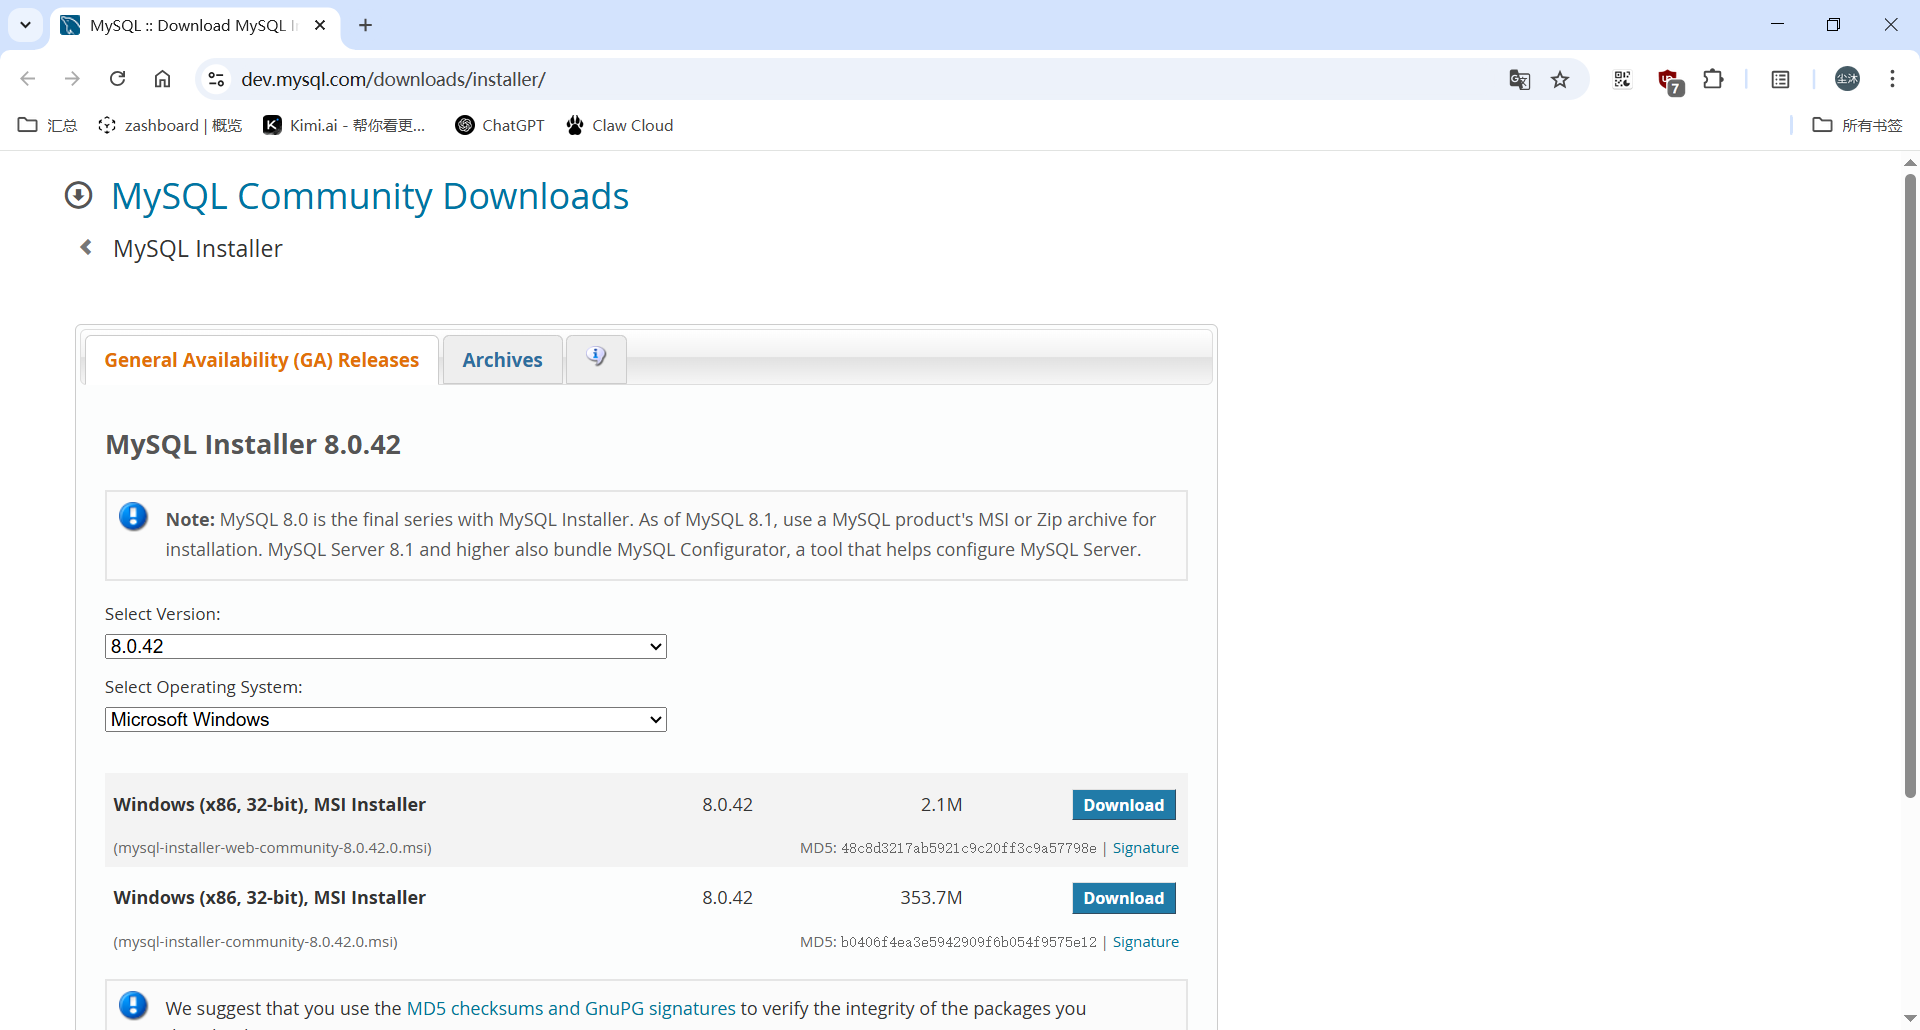 MySQL :: Download MySQL I
dev.mysql.com/downloads/installer/
7
尘沐
汇总
zashboard | 概览
Kimi.ai - 帮你看更...
ChatGPT
Claw Cloud
所有书签
MySQL Community Downloads
MySQL Installer
General Availability (GA) Releases
Archives
MySQL Installer 8.0.42
Note: MySQL 8.0 is the final series with MySQL Installer. As of MySQL 8.1, use a MySQL product's MSI or Zip archive for
installation. MySQL Server 8.1 and higher also bundle MySQL Configurator, a tool that helps configure MySQL Server.
Select Version:
8.0.42
Select Operating System:
Microsoft Windows
Windows (x86, 32-bit), MSI Installer 8.0.42 2.1M Download
(mysql-installer-web-community-8.0.42.0.msi) MD5: 48c8d3217ab5921c9c20ff3c9a57798e | Signature
Windows (x86, 32-bit), MSI Installer 8.0.42 353.7M Download
(mysql-installer-community-8.0.42.0.msi) MD5: b0406f4ea3e5942909f6b054f9575e12 | Signature
We suggest that you use the MD5 checksums and GnuPG signatures to verify the integrity of the packages you